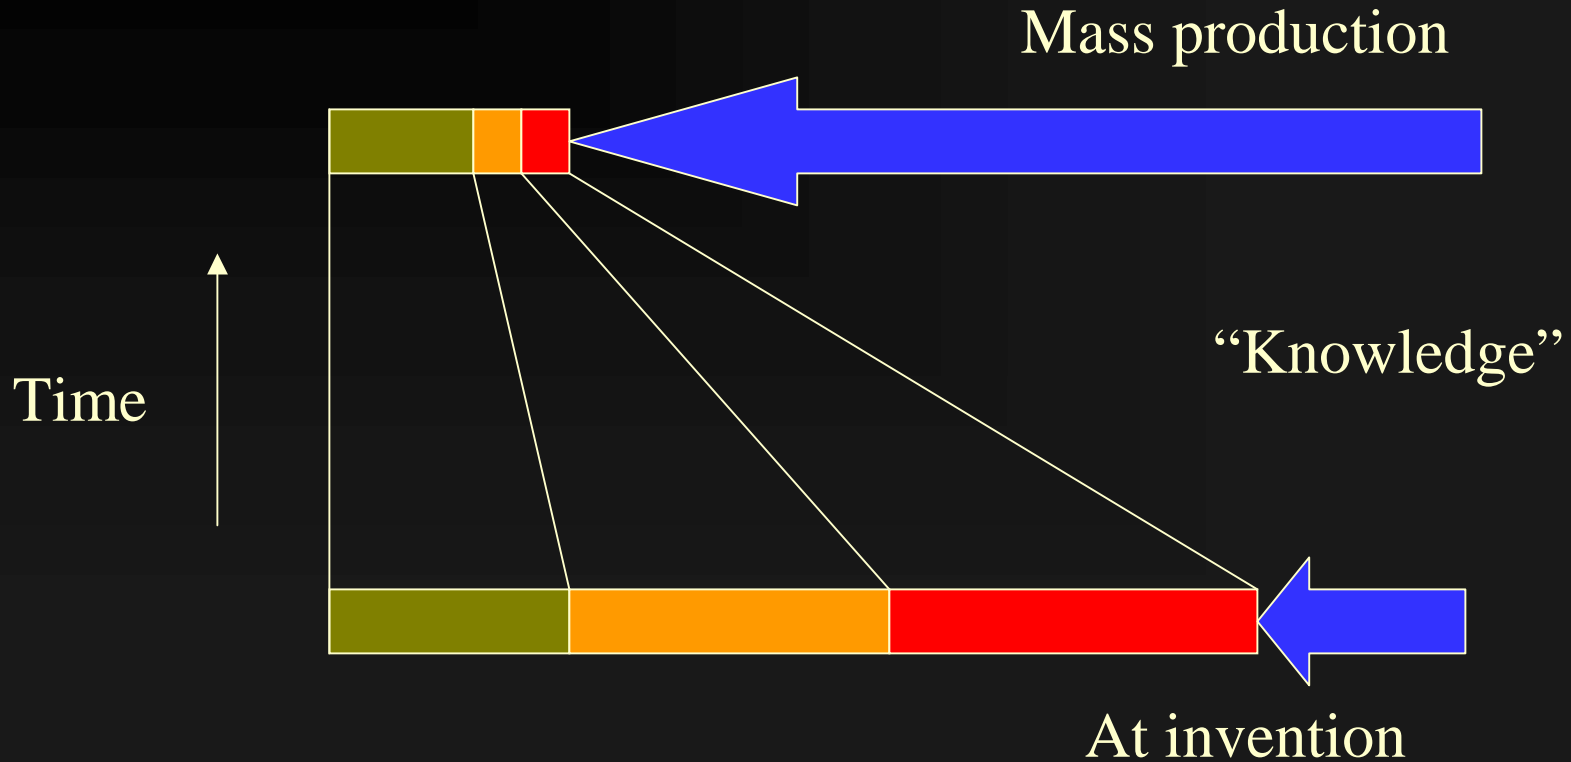 Mass production
“Knowledge”
Time
At invention